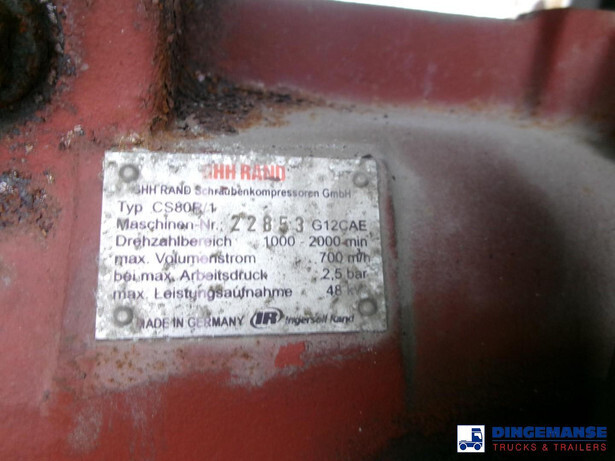 GHH RAND
GHH RAND Schraubenkompressoren GmbH
Typ CS80R/1
Maschinen-Nr.: 22853 G12CAE
Drehzahlbereich 1000 - 2000 min
max. Volumenstrom 700 m/h
bei max. Arbeitsdruck 2,5 bar
max. Leistungsaufnahme 48
MADE IN GERMANY IR Ingersoll Rand
DINGEMANSE
TRUCKS & TRAILERS